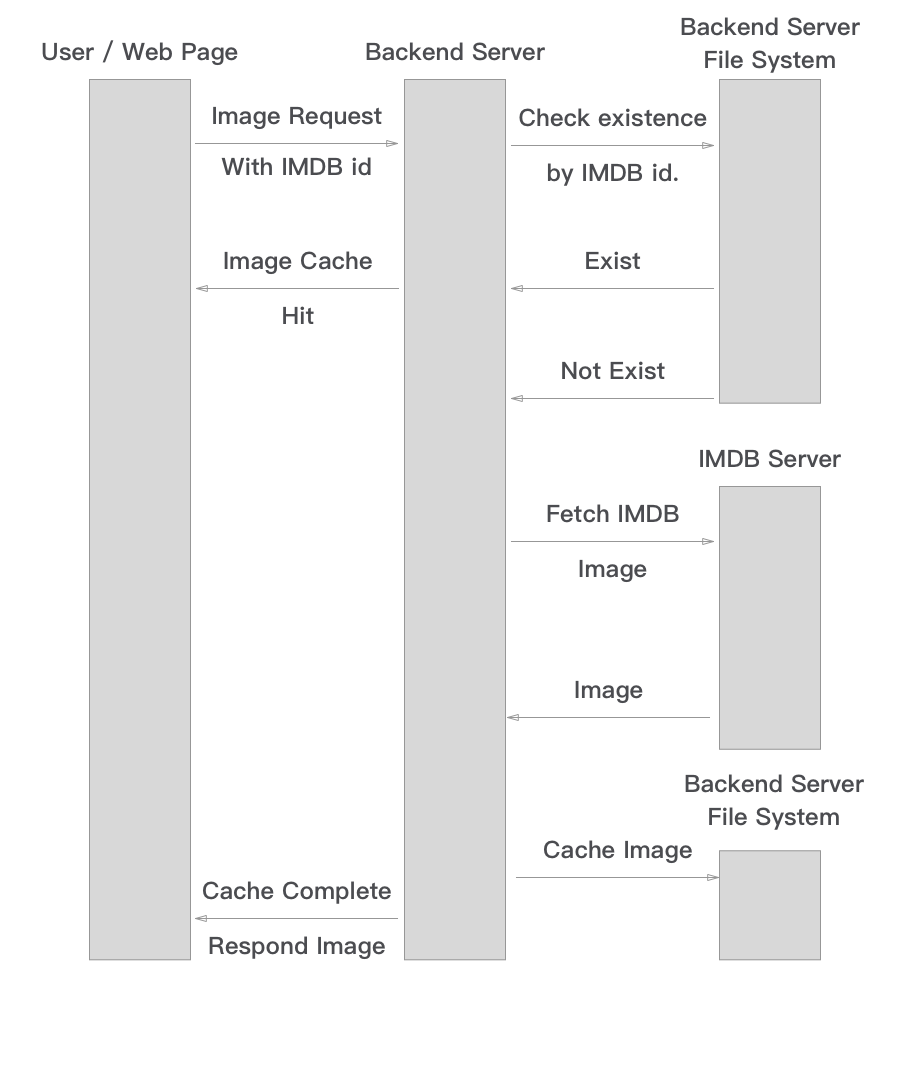 User / Web Page
Backend Server
Backend Server
File System
Image Request
With IMDB id
Check existence
by IMDB id.
Image Cache
Hit
Exist
Not Exist
IMDB Server
Fetch IMDB
Image
Image
Backend Server
File System
Cache Image
Cache Complete
Respond Image